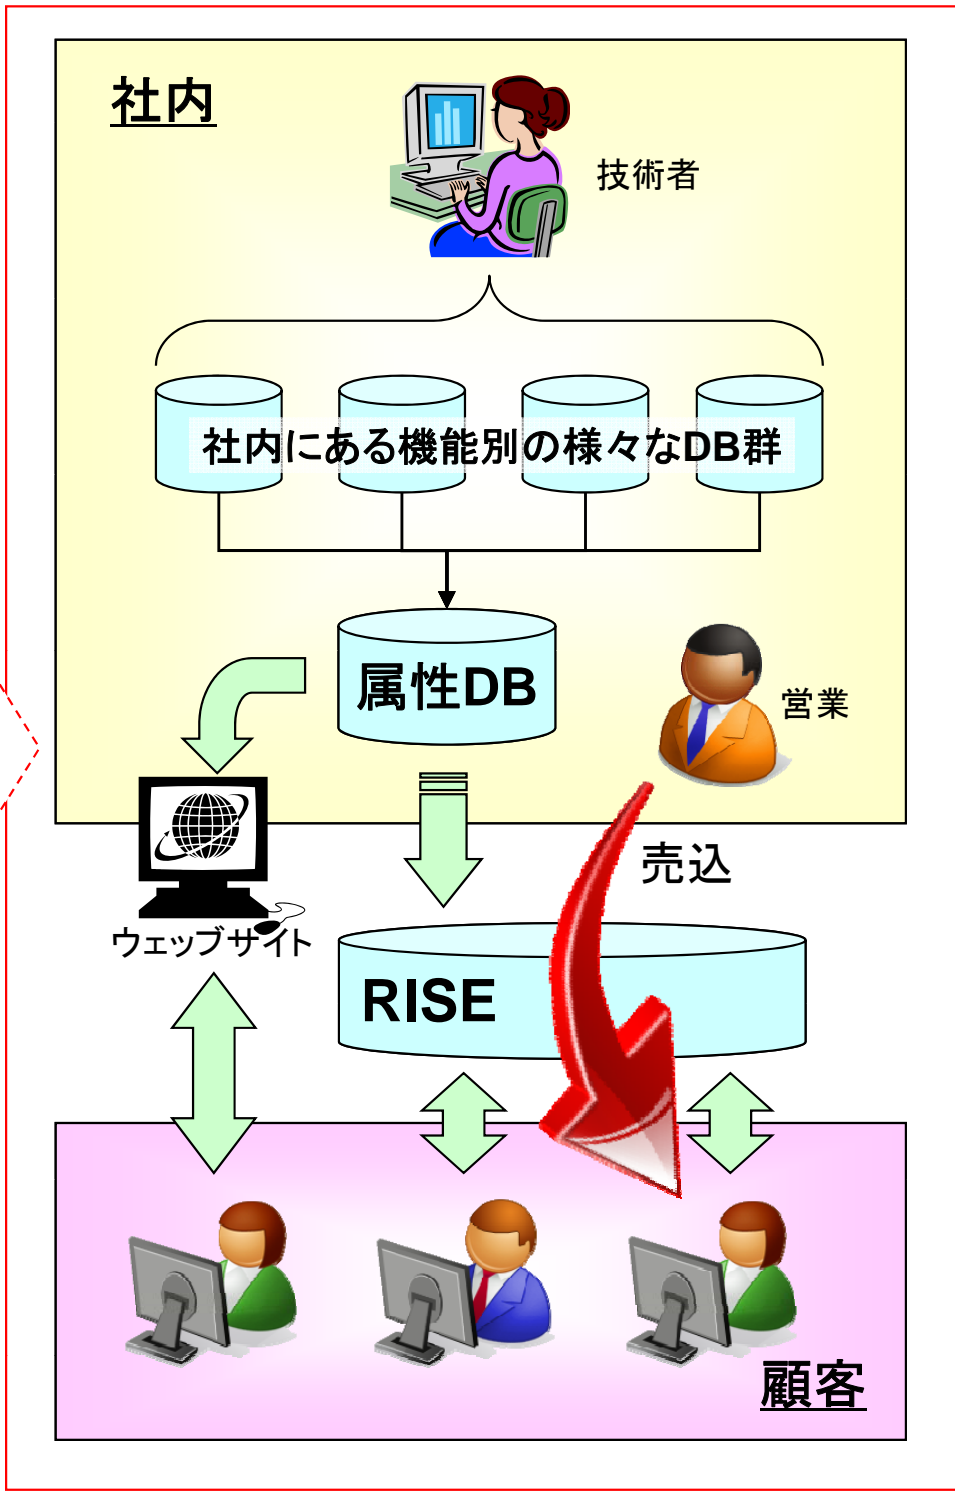 社内
技術者
社内にある機能別の様々なDB群
属性DB
営業
売込
ウェッブサイト
RISE
顧客